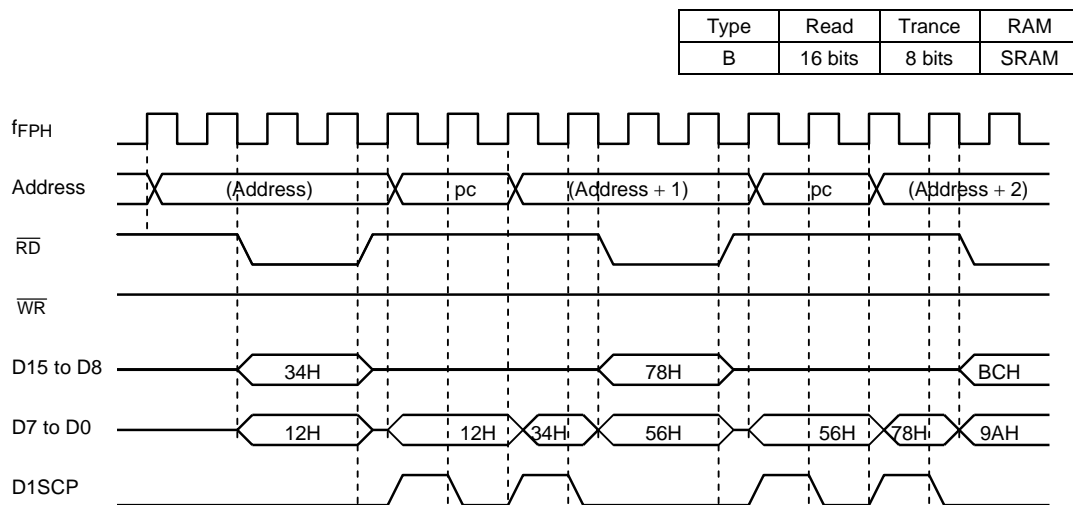 Type Read Trance RAM
B 16 bits 8 bits SRAM
fFPH
Address (Address) pc (Address + 1) pc (Address + 2)
RD
WR
D15 to D8 34H 78H BCH
D7 to D0 12H 12H 34H 56H 56H 78H 9AH
D1SCP